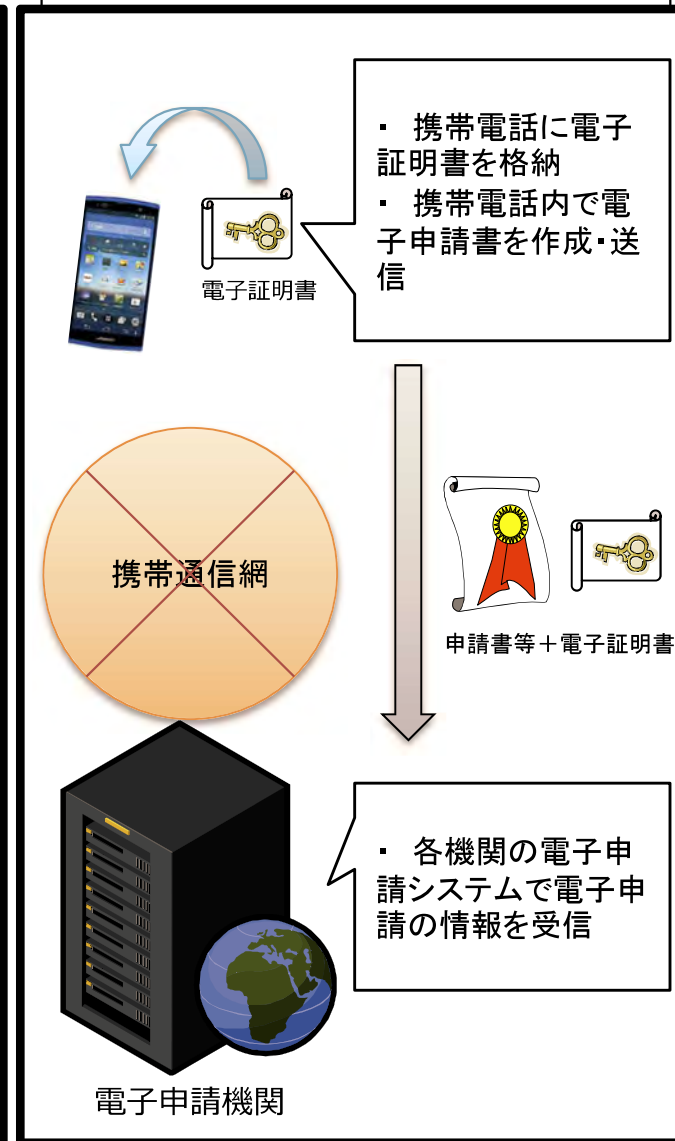 ・ 携帯電話に電子
証明書を格納
・ 携帯電話内で電
子申請書を作成・送
信
電子証明書
携帯通信網
申請書等＋電子証明書
・ 各機関の電子申
請システムで電子申
請の情報を受信
電子申請機関